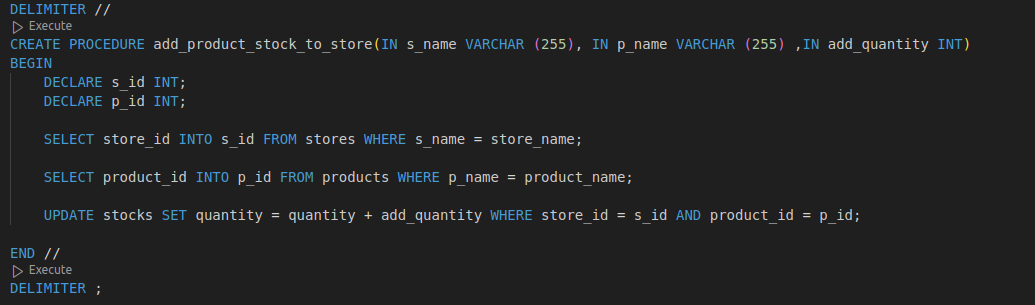 DELIMITER //
Execute
CREATE PROCEDURE add_product_stock_to_store(IN s_name VARCHAR (255), IN p_name VARCHAR (255) ,IN add_quantity INT)
BEGIN
DECLARE s_id INT;
DECLARE p_id INT;
SELECT store_id INTO s_id FROM stores WHERE s_name = store_name;
SELECT product_id INTO p_id FROM products WHERE p_name = product_name;
UPDATE stocks SET quantity = quantity + add_quantity WHERE store_id = s_id AND product_id = p_id;
END //
Execute
DELIMITER ;